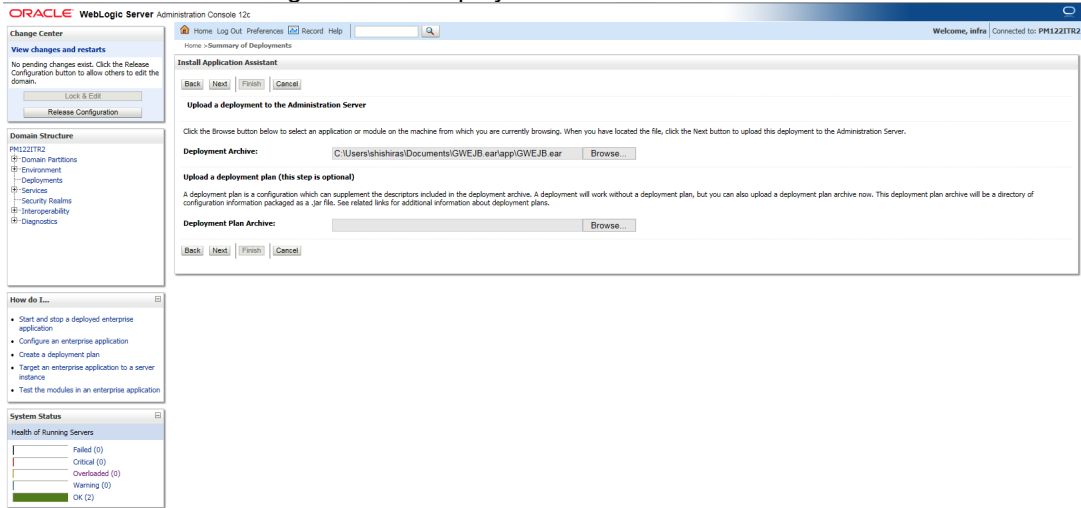 ORACLE WebLogic Server Administration Console 12c
Change Center
View changes and restarts
No pending changes exist. Click the Release
Configuration button to allow others to edit the
domain.
Lock & Edit
Release Configuration
Domain Structure
PM122ITR2
Domain Partitions
Environment
Deployments
Services
Security Realms
Interoperability
Diagnostics
How do I...
Start and stop a deployed enterprise
application
Configure an enterprise application
Create a deployment plan
Target an enterprise application to a server
instance
Test the modules in an enterprise application
System Status
Health of Running Servers
Failed (0)
Critical (0)
Overloaded (0)
Warning (0)
OK (2)
Home Log Out Preferences Record Help
Welcome, infra Connected to: PM122ITR2
Home >Summary of Deployments
Install Application Assistant
Back Next Finish Cancel
Upload a deployment to the Administration Server
Click the Browse button below to select an application or module on the machine from which you are currently browsing. When you have located the file, click the Next button to upload this deployment to the Administration Server.
Deployment Archive: C:\Users\shishiras\Documents\GWEJB.ear\app\GWEJB.ear Browse...
Upload a deployment plan (this step is optional)
A deployment plan is a configuration which can supplement the descriptors included in the deployment archive. A deployment will work without a deployment plan, but you can also upload a deployment plan archive now. This deployment plan archive will be a directory of
configuration information packaged as a .jar file. See related links for additional information about deployment plans.
Deployment Plan Archive: Browse...
Back Next Finish Cancel